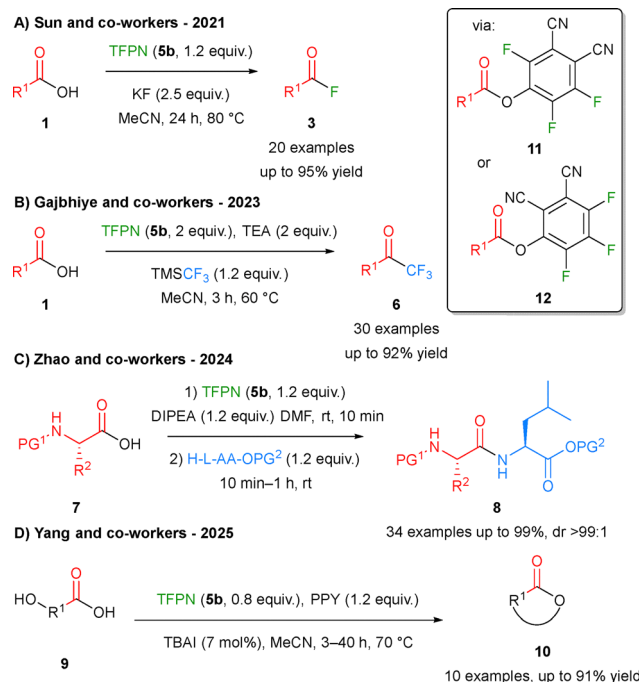 A) Sun and co-workers - 2021
O
R¹ OH
1
TFPN (5b, 1.2 equiv.)
KF (2.5 equiv.)
MeCN, 24 h, 80 °C
O
R¹ F
3
20 examples
up to 95% yield
via:
CN
F CN
O
R¹ O F
F
11
or
CN
NC F
O
R¹ O F
F
12
B) Gajbhiye and co-workers - 2023
O
R¹ OH
1
TFPN (5b, 2 equiv.), TEA (2 equiv.)
TMSCF₃ (1.2 equiv.)
MeCN, 3 h, 60 °C
O
R¹ CF₃
6
30 examples
up to 92% yield
C) Zhao and co-workers - 2024
H O
PG¹ N OH
R²
7
1) TFPN (5b, 1.2 equiv.)
DIPEA (1.2 equiv.) DMF, rt, 10 min
2) H-L-AA-OPG² (1.2 equiv.)
10 min–1 h, rt
H O
PG¹ N N OPG²
R² H O
8
34 examples up to 99%, dr >99:1
D) Yang and co-workers - 2025
O
HO R¹ OH
9
TFPN (5b, 0.8 equiv.), PPY (1.2 equiv.)
TBAI (7 mol%), MeCN, 3–40 h, 70 °C
O
R¹ O
10
10 examples, up to 91% yield